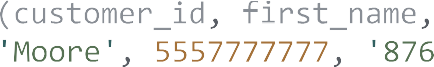 (customer_id, first_name,
'Moore', 5557777777, '876